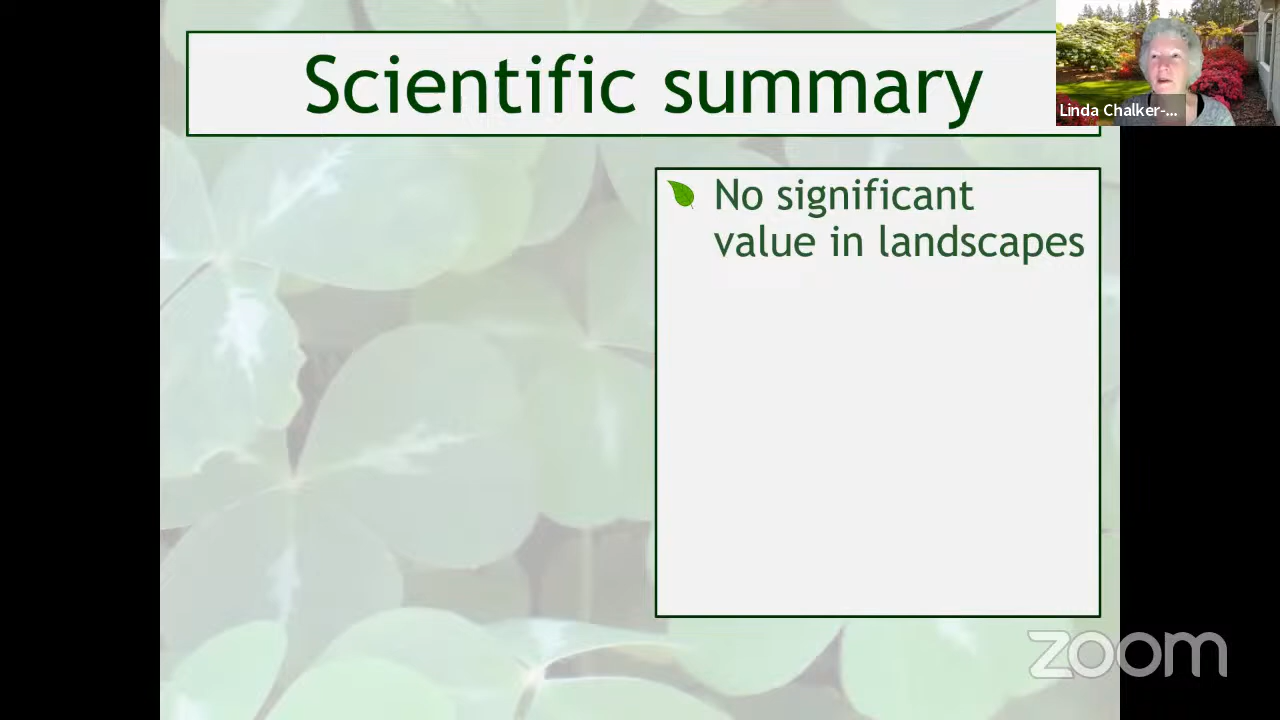 Scientific summary
Linda Chalker-...
No significant
value in landscapes
zoom